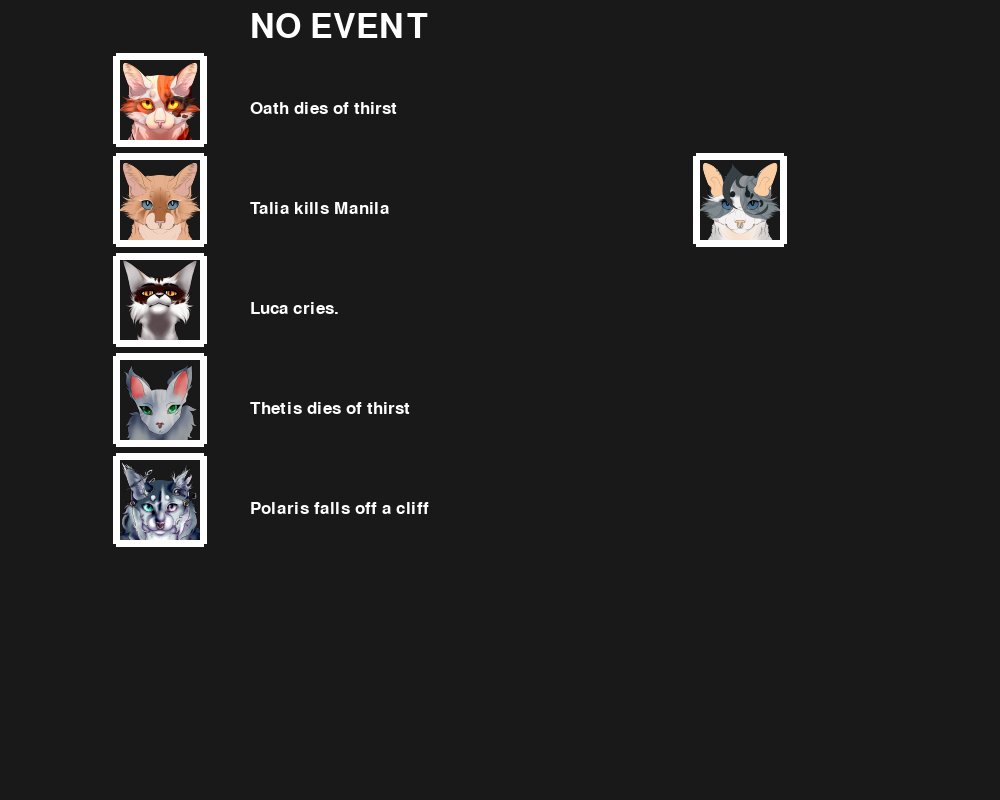 NO EVENT
Oath dies of thirst
Talia kills Manila
Luca cries.
Thetis dies of thirst
Polaris falls off a cliff